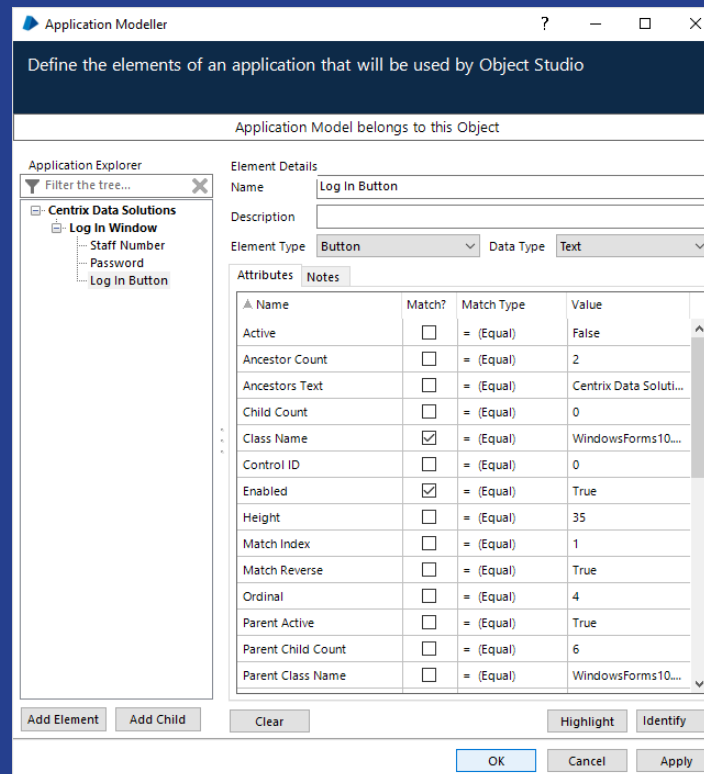 Application Modeller
?
Define the elements of an application that will be used by Object Studio
Application Model belongs to this Object
Application Explorer
Filter the tree...
Centrix Data Solutions
Log In Window
Staff Number
Password
Log In Button
Element Details
Name Log In Button
Description
Element Type Button Data Type Text
Attributes Notes
Name Match? Match Type Value
Active = (Equal) False
Ancestor Count = (Equal) 2
Ancestors Text = (Equal) Centrix Data Soluti...
Child Count = (Equal) 0
Class Name = (Equal) WindowsForms10....
Control ID = (Equal) 0
Enabled = (Equal) True
Height = (Equal) 35
Match Index = (Equal) 1
Match Reverse = (Equal) True
Ordinal = (Equal) 4
Parent Active = (Equal) True
Parent Child Count = (Equal) 6
Parent Class Name = (Equal) WindowsForms10....
Add Element Add Child Clear Highlight Identify
OK Cancel Apply